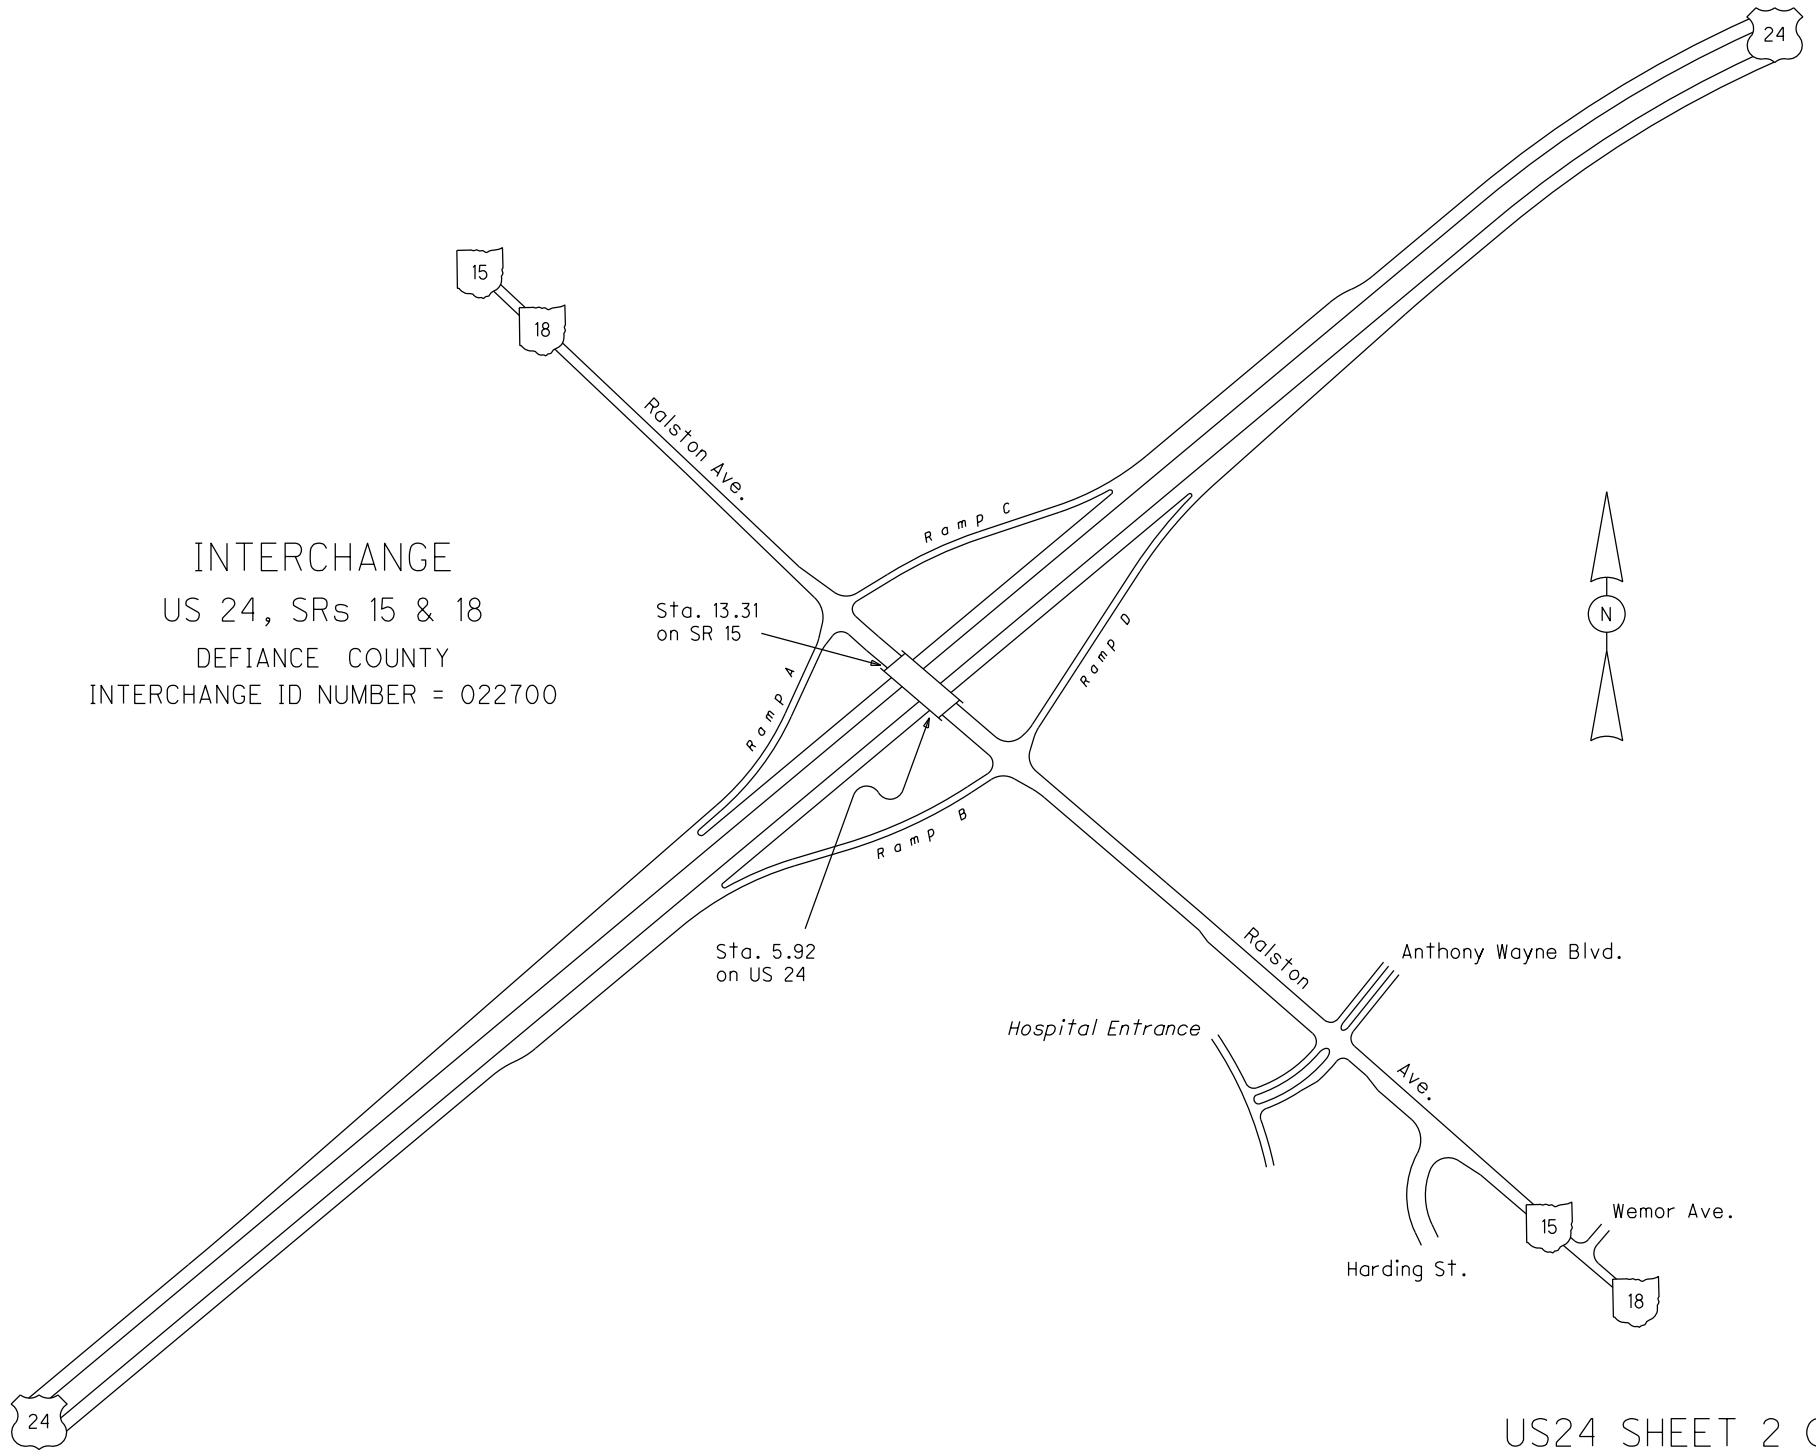 24
15
18
Ralston Ave.
Ramp C
INTERCHANGE
US 24, SRs 15 & 18
DEFIANCE COUNTY
INTERCHANGE ID NUMBER = 022700
Sta. 13.31
on SR 15
N
Ramp D
Ramp A
Ramp B
Sta. 5.92
on US 24
Ralston
Ave.
Anthony Wayne Blvd.
Hospital Entrance
15
Wemor Ave.
Harding St.
18
24
US24 SHEET 2